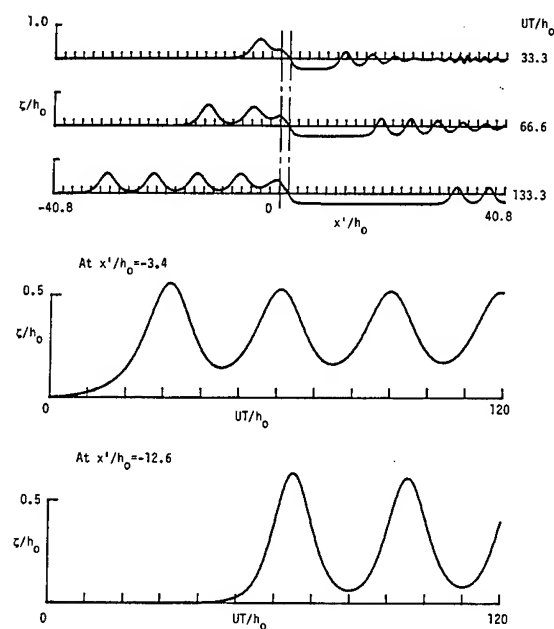 1.0
UT/h₀
33.3
ζ/h₀
66.6
133.3
-40.8
0
x'/h₀
40.8
At x'/h₀=-3.4
0.5
ζ/h₀
0
UT/h₀
120
At x'/h₀=-12.6
0.5
ζ/h₀
0
UT/h₀
120